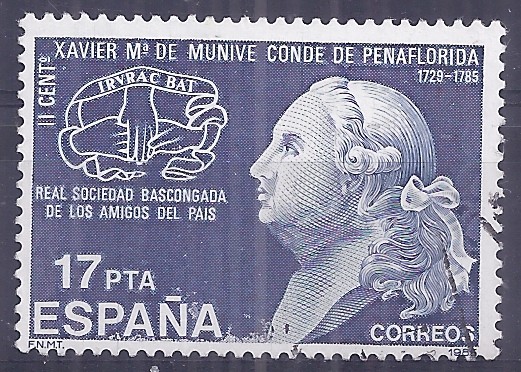 XAVIER Mª DE MUNIVE CONDE DE PEÑAFLORIDA
1729-1785
II CENTº
IRVRAC BAT
REAL SOCIEDAD BASCONGADA
DE LOS AMIGOS DEL PAIS
17 PTA
ESPAÑA
CORREOS
F.N.M.T.